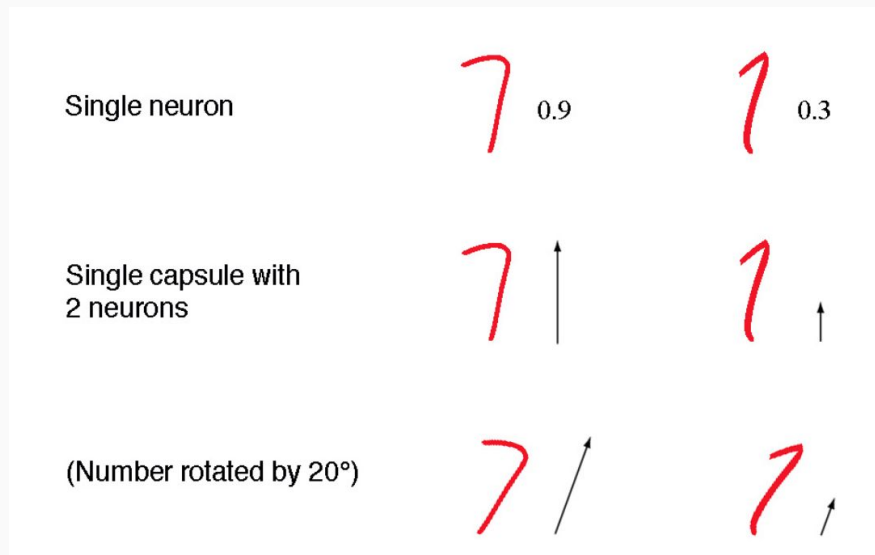 Single neuron
7 0.9
1 0.3
Single capsule with
2 neurons
7
1
(Number rotated by 20°)
7
1